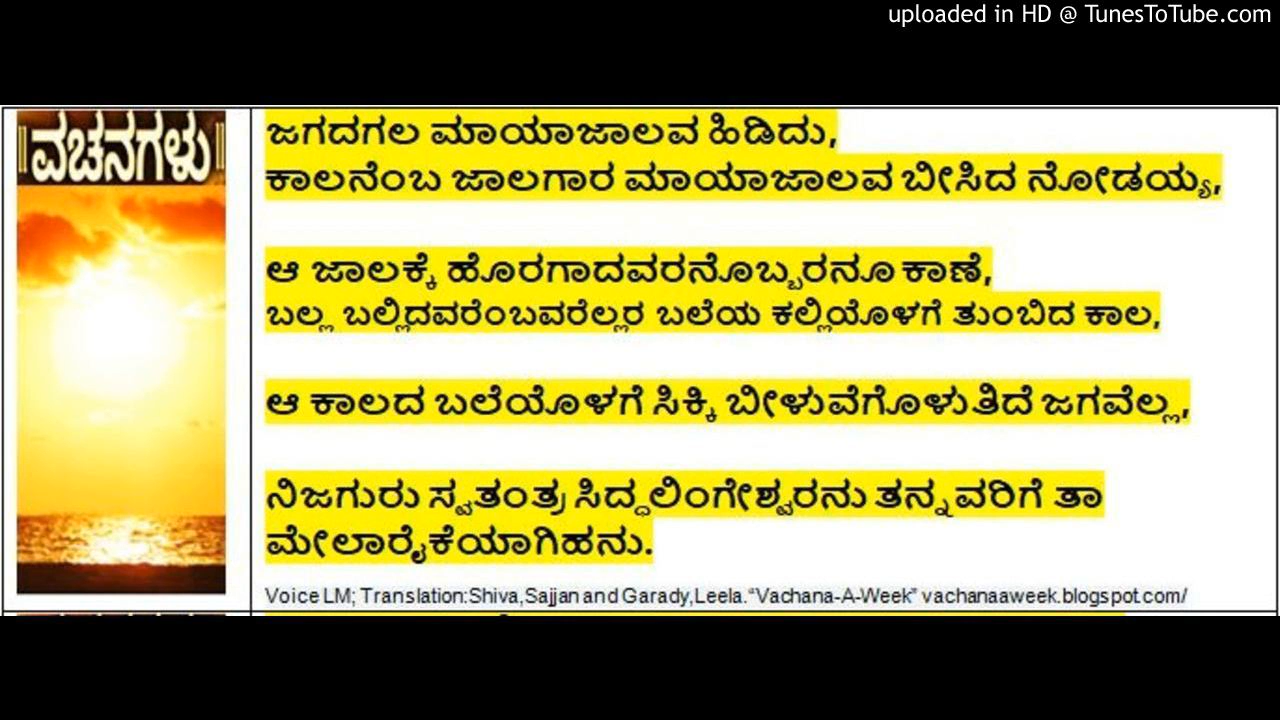 uploaded in HD @ TunesToTube.com
॥ವಚನಗಳು॥
ಜಗದಗಲ ಮಾಯಾಜಾಲವ ಹಿಡಿದು,
ಕಾಲನೆಂಬ ಜಾಲಗಾರ ಮಾಯಾಜಾಲವ ಬೀಸಿದ ನೋಡಯ್ಯ,
ಆ ಜಾಲಕ್ಕೆ ಹೊರಗಾದವರನೊಬ್ಬರನೂ ಕಾಣೆ,
ಬಲ್ಲ ಬಲ್ಲಿದವರೆಂಬವರೆಲ್ಲರ ಬಲೆಯ ಕಲ್ಲಿಯೊಳಗೆ ತುಂಬಿದ ಕಾಲ,
ಆ ಕಾಲದ ಬಲೆಯೊಳಗೆ ಸಿಕ್ಕಿ ಬೀಳುವೆಗೊಳುತಿದೆ ಜಗವೆಲ್ಲ,
ನಿಜಗುರು ಸ್ವತಂತ್ರ ಸಿದ್ಧಲಿಂಗೇಶ್ವರನು ತನ್ನವರಿಗೆ ತಾ
ಮೇಲಾರೈಕೆಯಾಗಿಹನು.
Voice LM; Translation:Shiva,Sajjan and Garady,Leela.“Vachana-A-Week” vachanaaweek.blogspot.com/